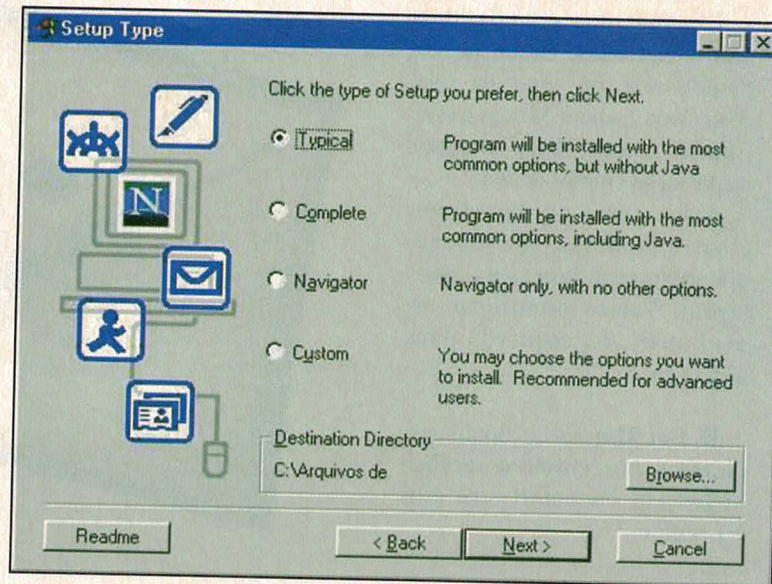 Setup Type
Click the type of Setup you prefer, then click Next.
Typical
Program will be installed with the most
common options, but without Java
Complete
Program will be installed with the most
common options, including Java.
Navigator
Navigator only, with no other options.
Custom
You may choose the options you want
to install. Recommended for advanced
users.
Destination Directory
C:\Arquivos de
Browse...
Readme
< Back
Next >
Cancel
N